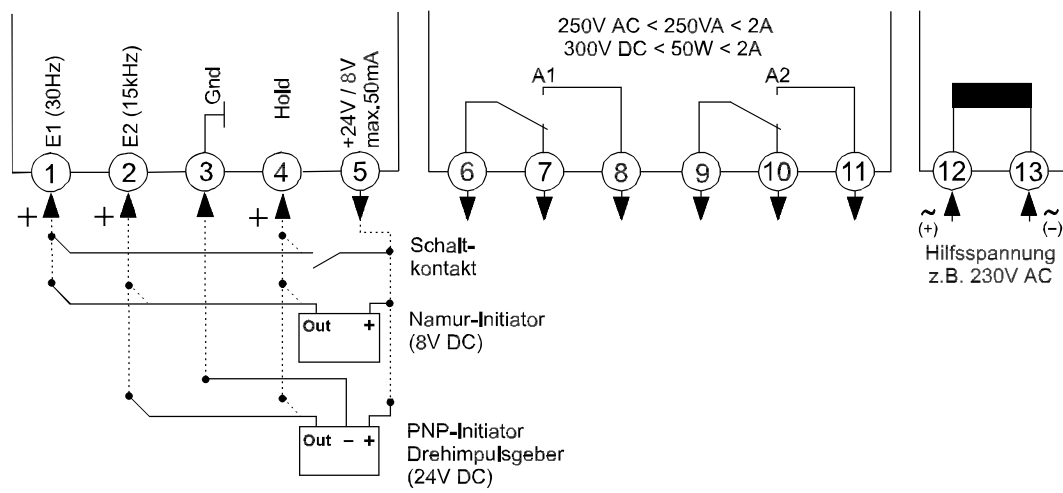 250V AC < 250VA < 2A
300V DC < 50W < 2A
E1 (30Hz)
E2 (15kHz)
Gnd
Hold
+24V / 8V
max.50mA
A1
A2
1
2
3
4
5
6
7
8
9
10
11
12
13
+
+
+
~
(+)
~
(−)
Hilfsspannung
z.B. 230V AC
Schalt-
kontakt
Out +
Namur-Initiator
(8V DC)
Out − +
PNP-Initiator
Drehimpulsgeber
(24V DC)